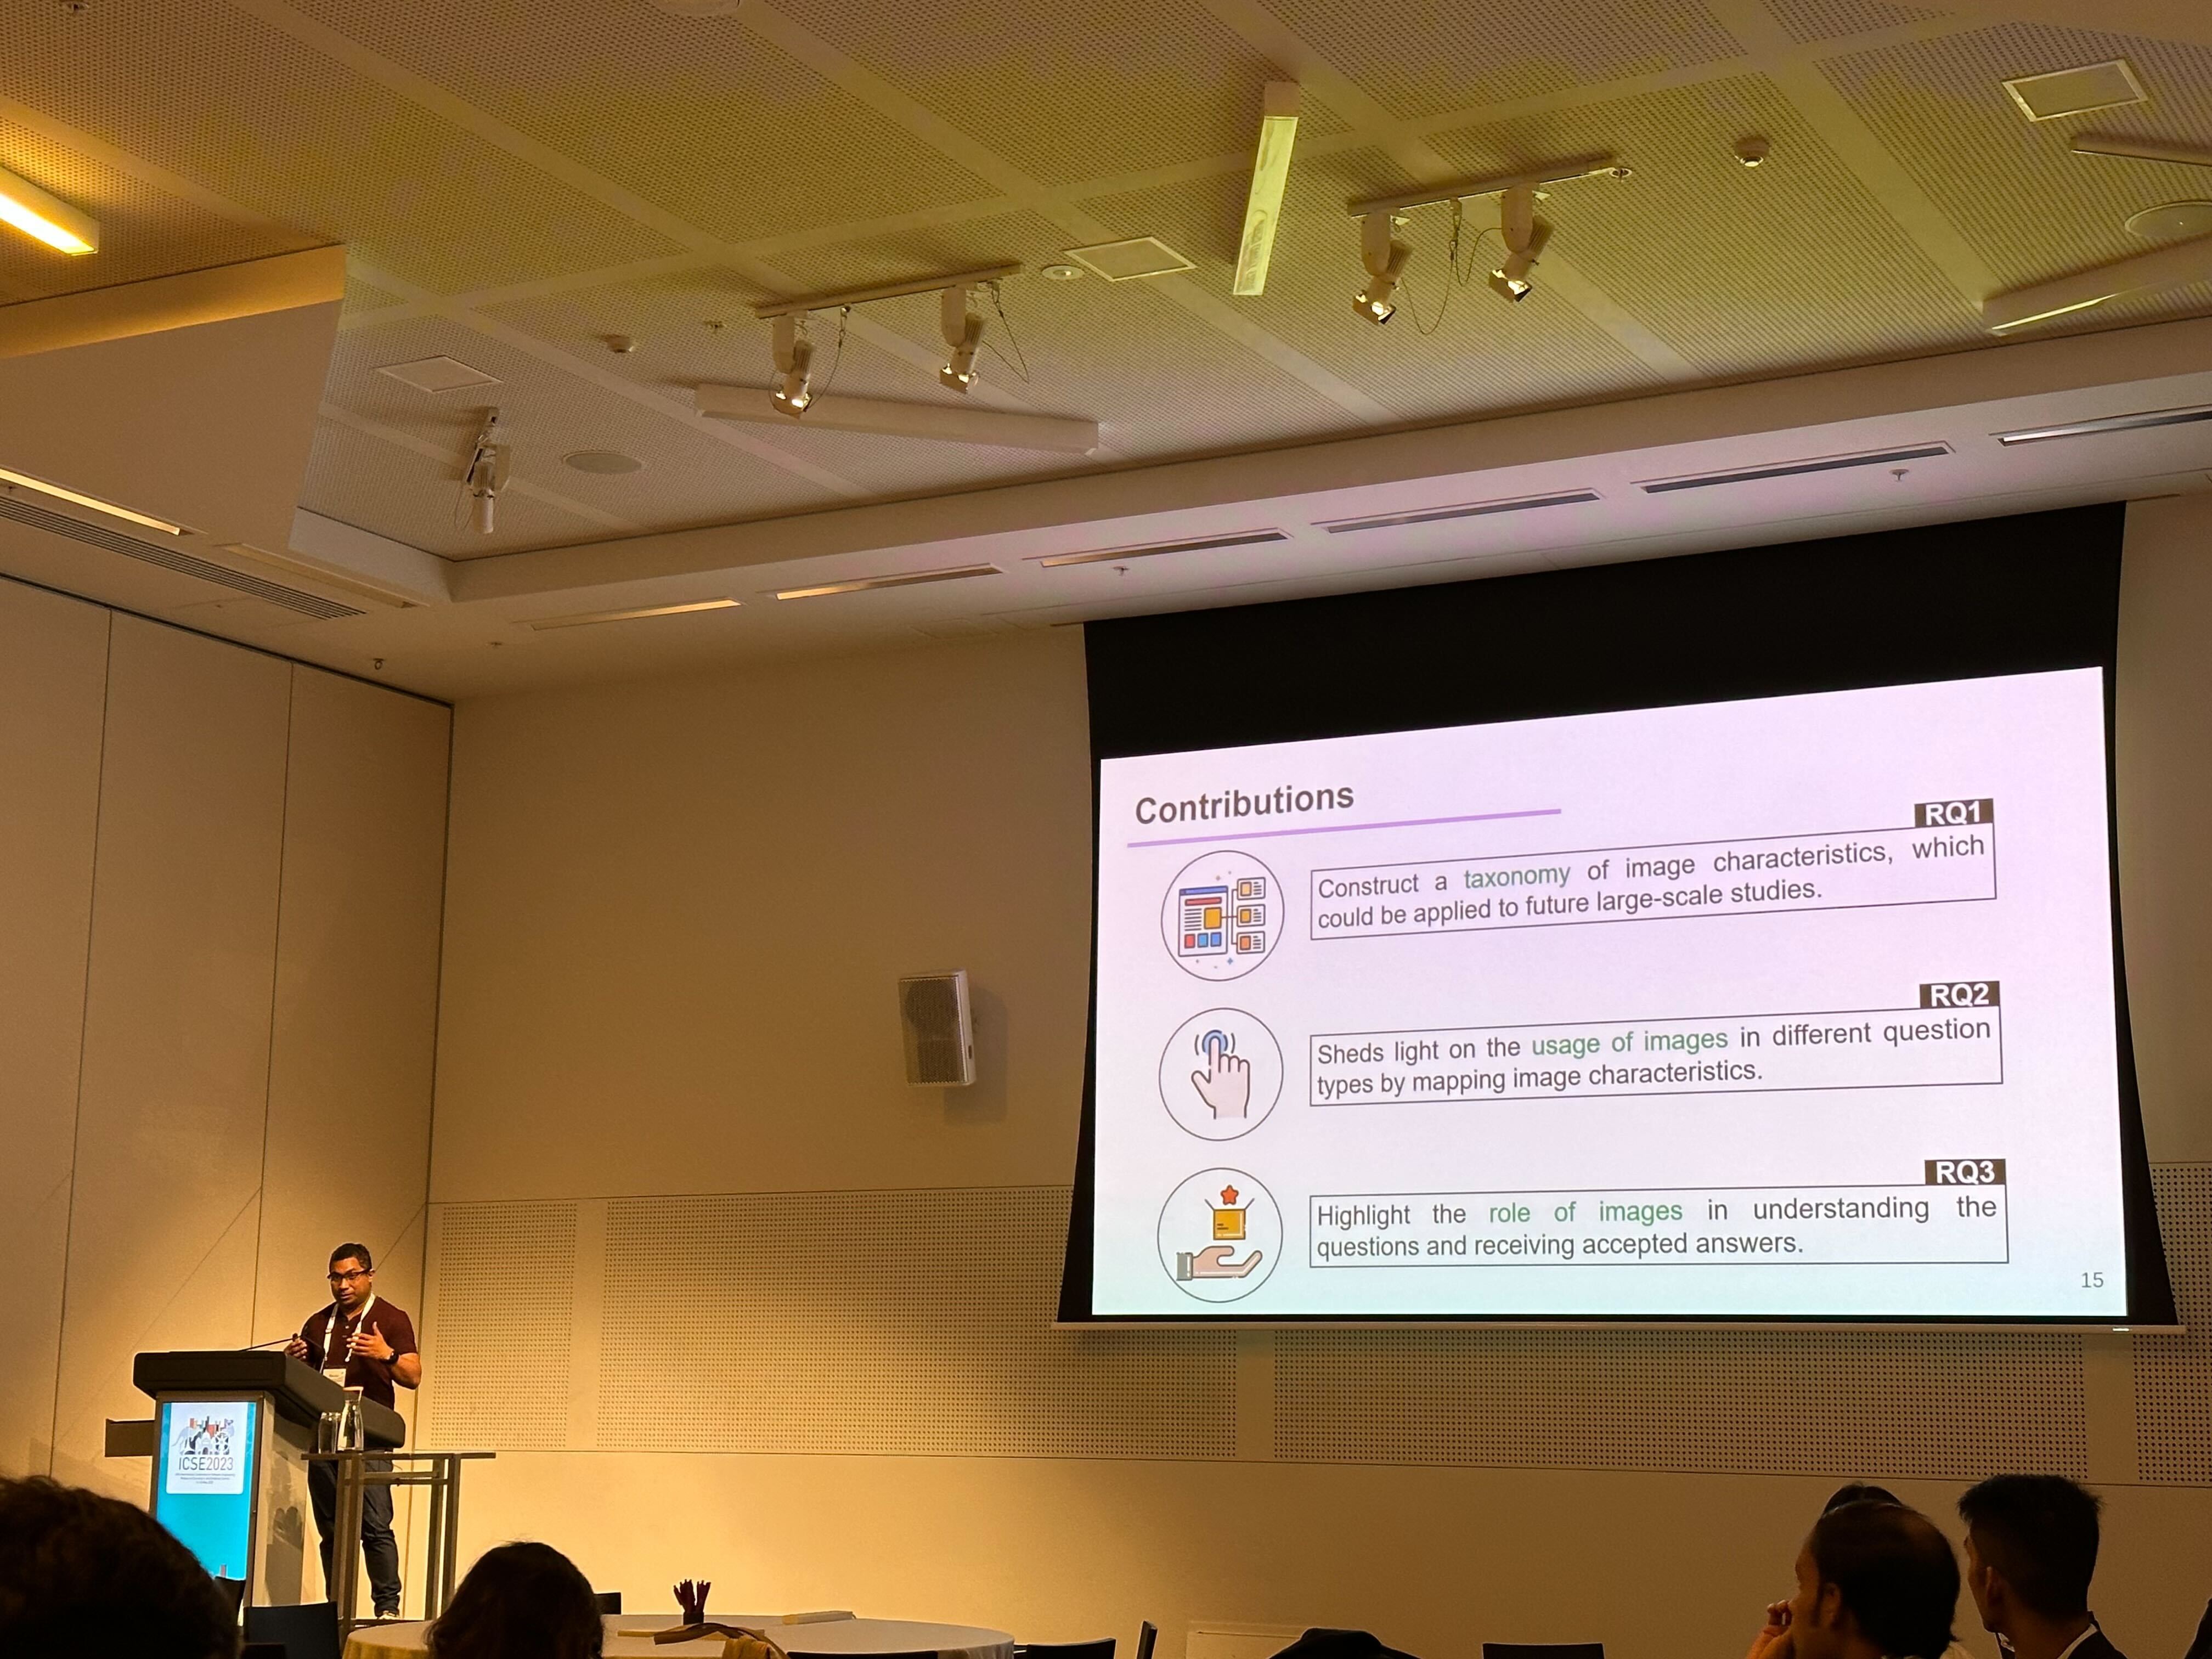 Contributions
RQ1
Construct a taxonomy of image characteristics, which
could be applied to future large-scale studies.
RQ2
Sheds light on the usage of images in different question
types by mapping image characteristics.
RQ3
Highlight the role of images in understanding the
questions and receiving accepted answers.
15
ICSE2023